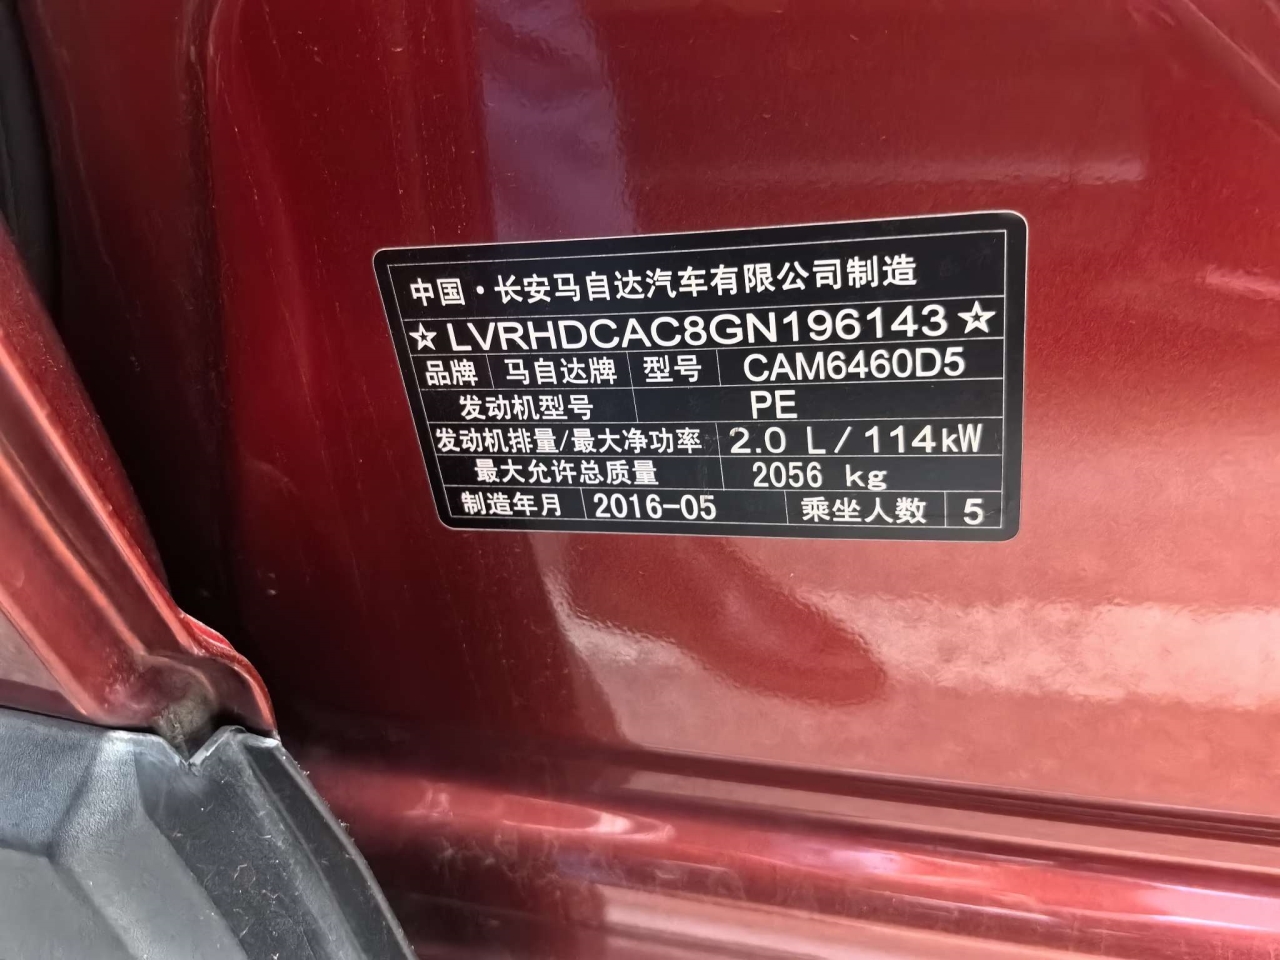 中国·长安马自达汽车有限公司制造
☆LVRHDCAC8GN196143☆
品牌 马自达牌 型号 CAM6460D5
发动机型号 PE
发动机排量/最大净功率 2.0 L/114kW
最大允许总质量 2056 kg
制造年月 2016-05 乘坐人数 5